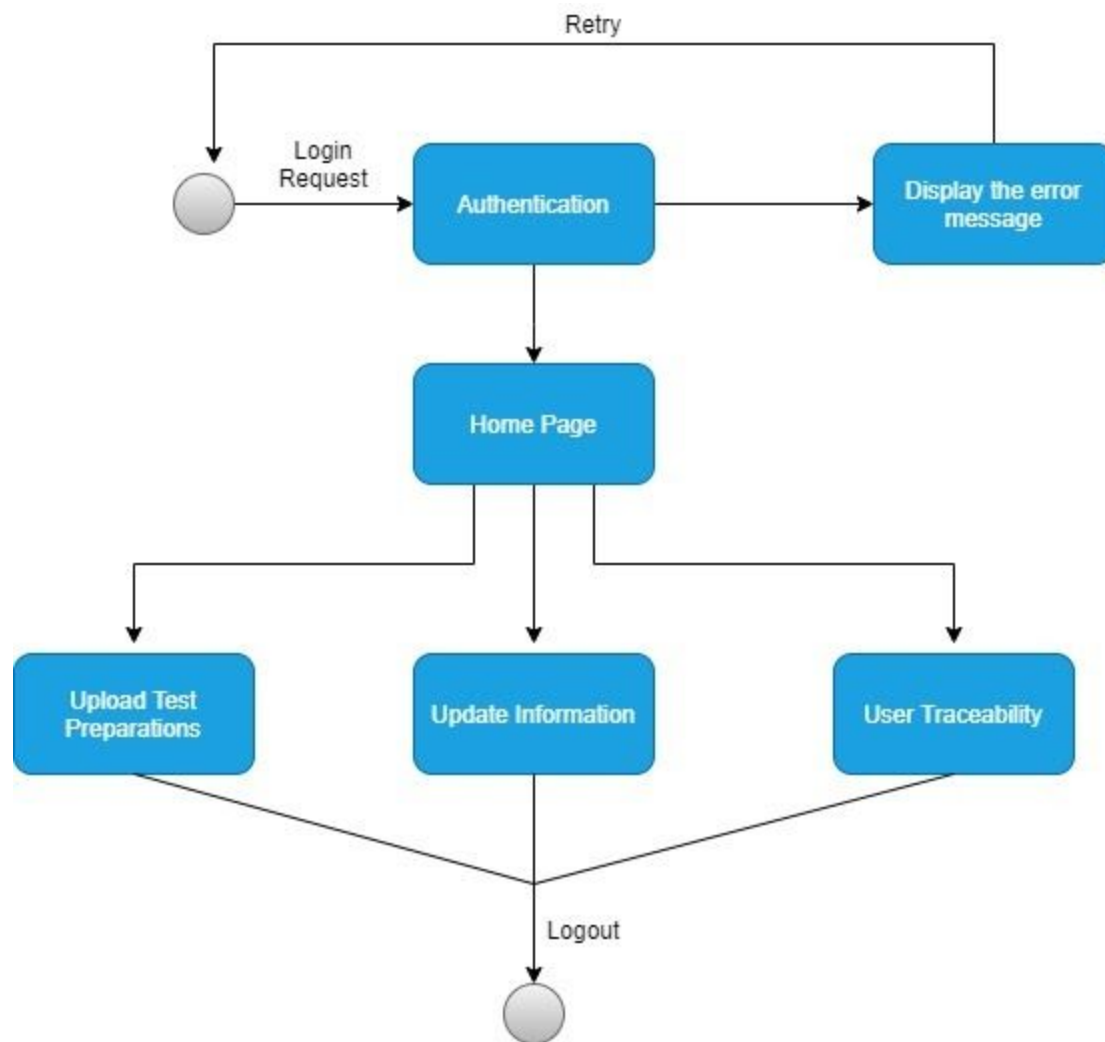 Retry
Login
Request
Authentication
Display the error
message
Home Page
Upload Test
Preparations
Update Information
User Traceability
Logout